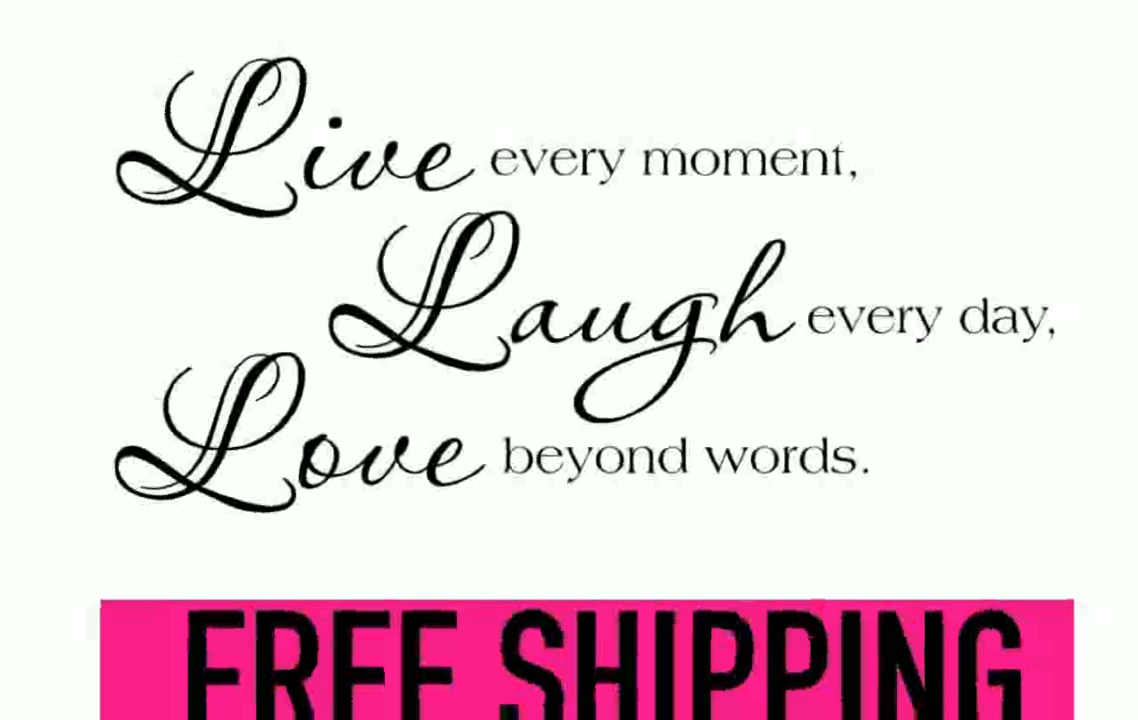 Live every moment,
Laugh every day,
Love beyond words.
FREE SHIPPING